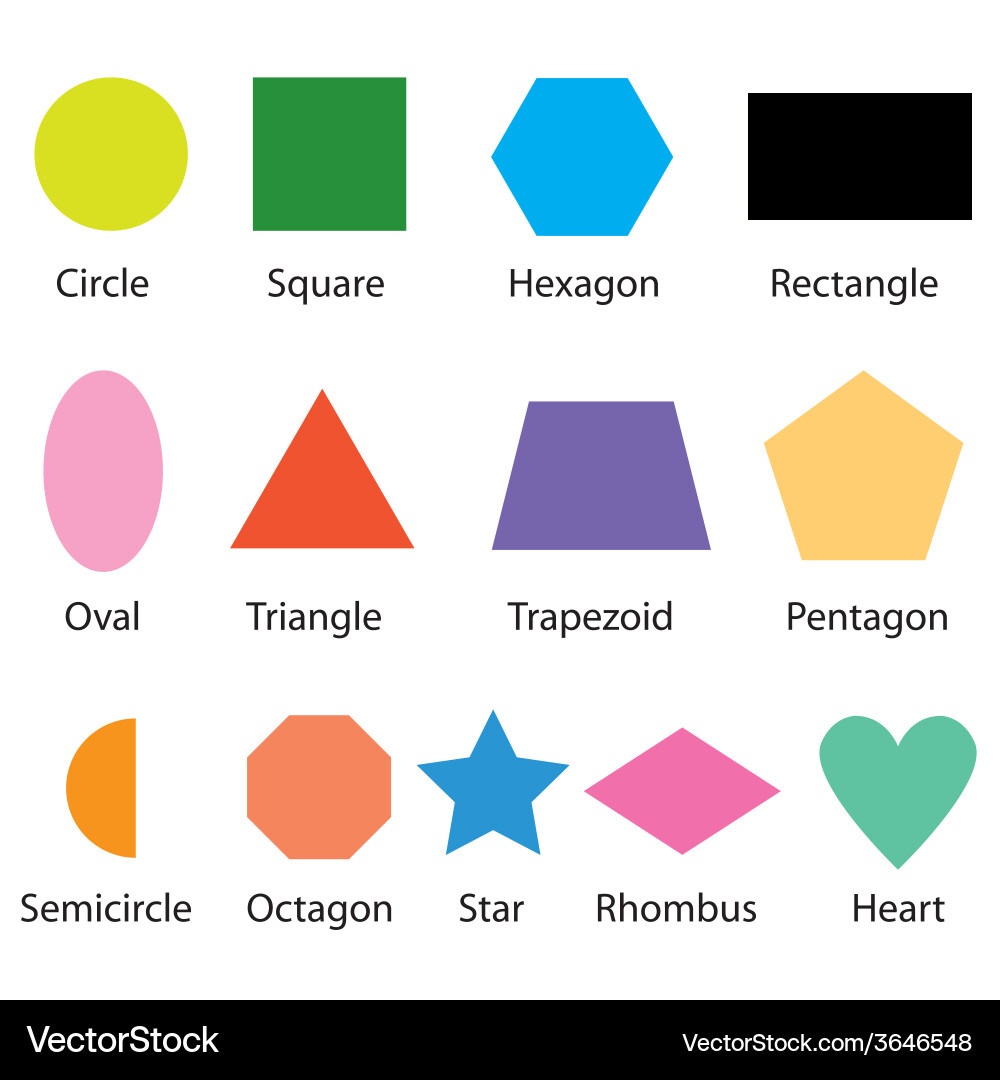 Circle Square Hexagon Rectangle
Oval Triangle Trapezoid Pentagon
Semicircle Octagon Star Rhombus Heart
VectorStock VectorStock.com/3646548